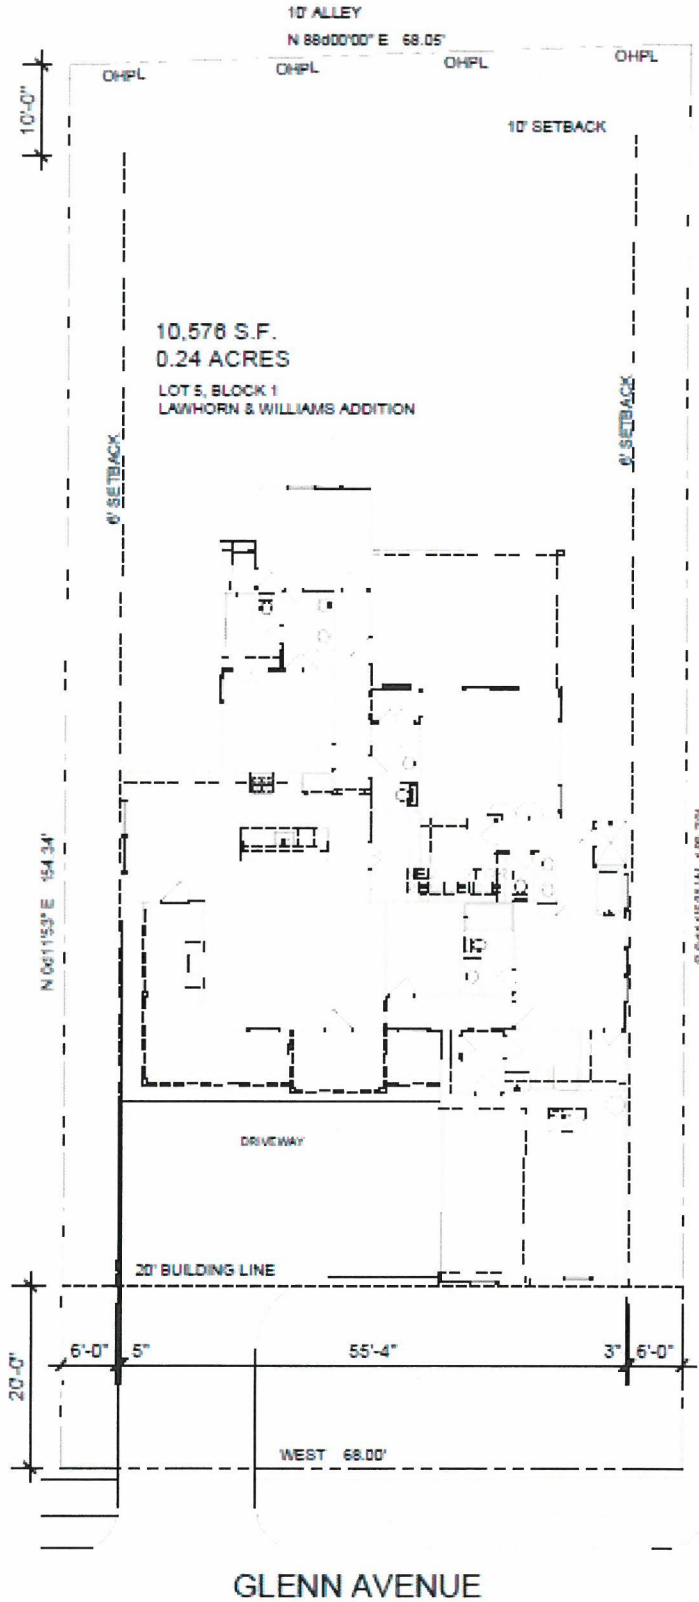 10' ALLEY
N 88d00'00" E 68.05'
OHPL OHPL OHPL OHPL
10'-0"
10' SETBACK
10,576 S.F.
0.24 ACRES
LOT 5, BLOCK 1
LAWHORN & WILLIAMS ADDITION
6' SETBACK
6' SETBACK
N 0d11'53" E 154.34'
DRIVEWAY
20' BUILDING LINE
20'-0"
6'-0" 5" 55'-4" 3" 6'-0"
WEST 68.00'
GLENN AVENUE